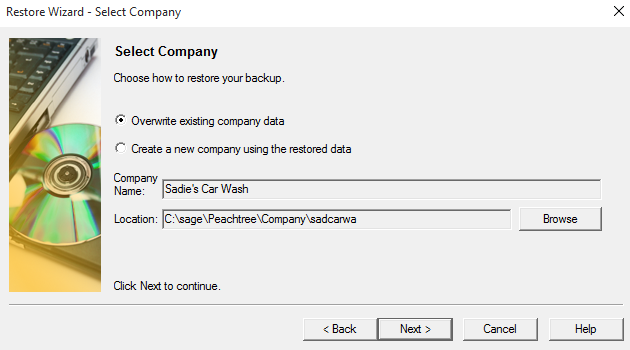 Restore Wizard - Select Company
Select Company
Choose how to restore your backup.
Overwrite existing company data
Create a new company using the restored data
Company
Name:
Sadie's Car Wash
Location:
C:\sage\Peachtree\Company\sadcarwa
Browse
Click Next to continue.
< Back
Next >
Cancel
Help